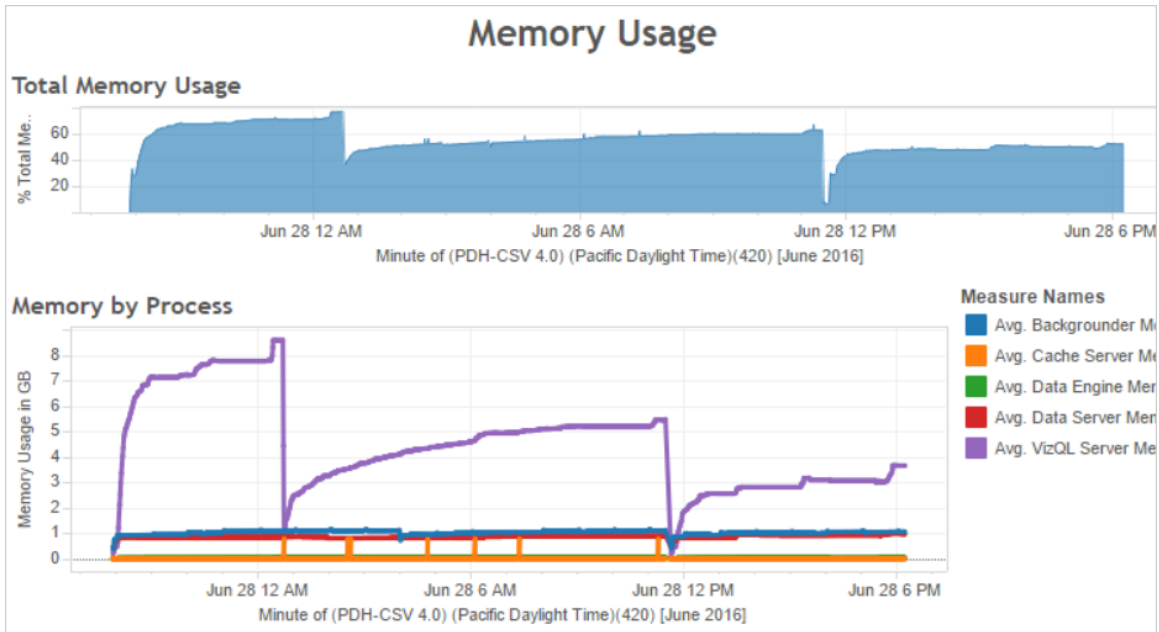 Memory Usage
Total Memory Usage
% Total Me..
60
40
20
Jun 28 12 AM
Jun 28 6 AM
Jun 28 12 PM
Jun 28 6 PM
Minute of (PDH-CSV 4.0) (Pacific Daylight Time)(420) [June 2016]
Memory by Process
Memory Usage in GB
8
7
6
5
4
3
2
1
0
Jun 28 12 AM
Jun 28 6 AM
Jun 28 12 PM
Jun 28 6 PM
Minute of (PDH-CSV 4.0) (Pacific Daylight Time)(420) [June 2016]
Measure Names
Avg. Backgrounder Me
Avg. Cache Server Me
Avg. Data Engine Mer
Avg. Data Server Mem
Avg. VizQL Server Me